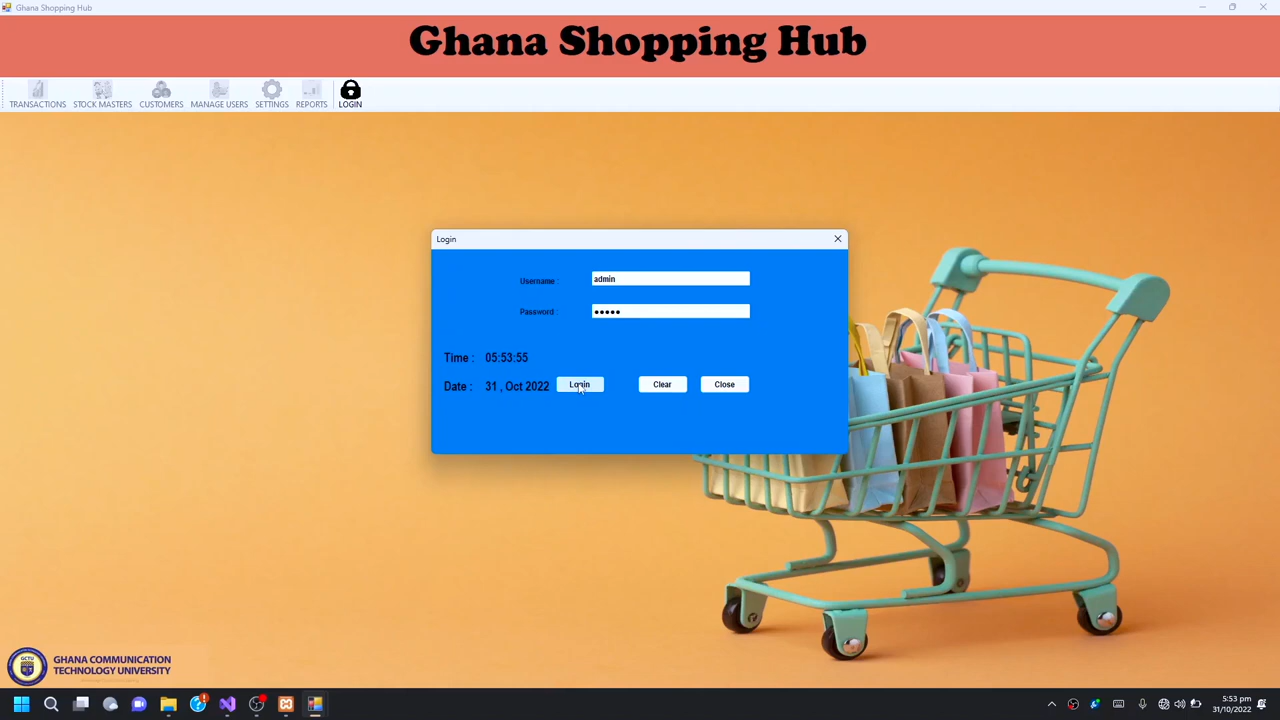 Ghana Shopping Hub
Ghana Shopping Hub
TRANSACTIONS STOCK MASTERS CUSTOMERS MANAGE USERS SETTINGS REPORTS LOGIN
Login
Username : admin
Password : •••••
Time : 05:53:55
Date : 31 , Oct 2022 Login Clear Close
GCTU
GHANA COMMUNICATION
TECHNOLOGY UNIVERSITY
5:53 pm
31/10/2022